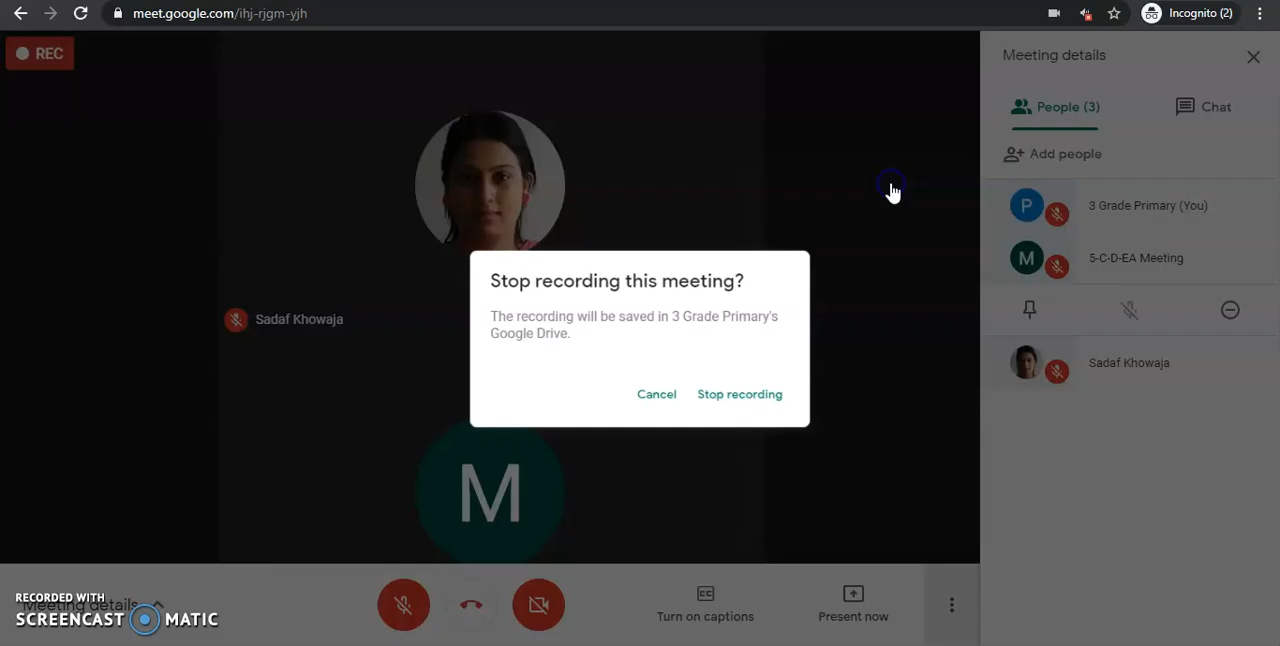 meet.google.com/ihj-rjgm-yjh
Incognito (2)
REC
Meeting details
People (3)
Chat
Add people
P
3 Grade Primary (You)
M
5-C-D-EA Meeting
Sadaf Khowaja
Sadaf Khowaja
Stop recording this meeting?
The recording will be saved in 3 Grade Primary's
Google Drive.
Cancel
Stop recording
M
Meeting details
CC
Turn on captions
Present now
RECORDED WITH
SCREENCAST MATIC